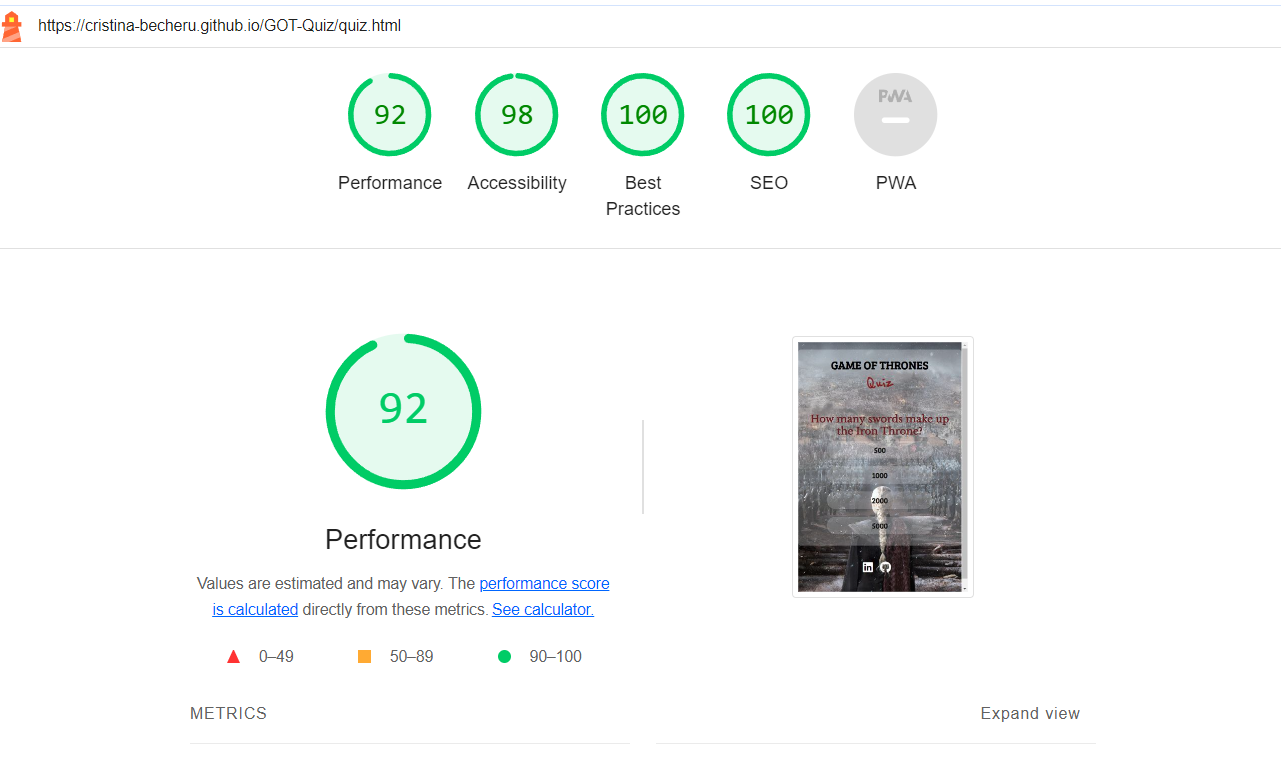 https://cristina-becheru.github.io/GOT-Quiz/quiz.html
92
98
100
100
PWA
Performance
Accessibility
Best
Practices
SEO
PWA
92
Performance
Values are estimated and may vary. The performance score
is calculated directly from these metrics. See calculator.
0–49
50–89
90–100
GAME OF THRONES
Quiz
How many swords make up
the Iron Throne?
500
1000
2000
5000
in
METRICS
Expand view